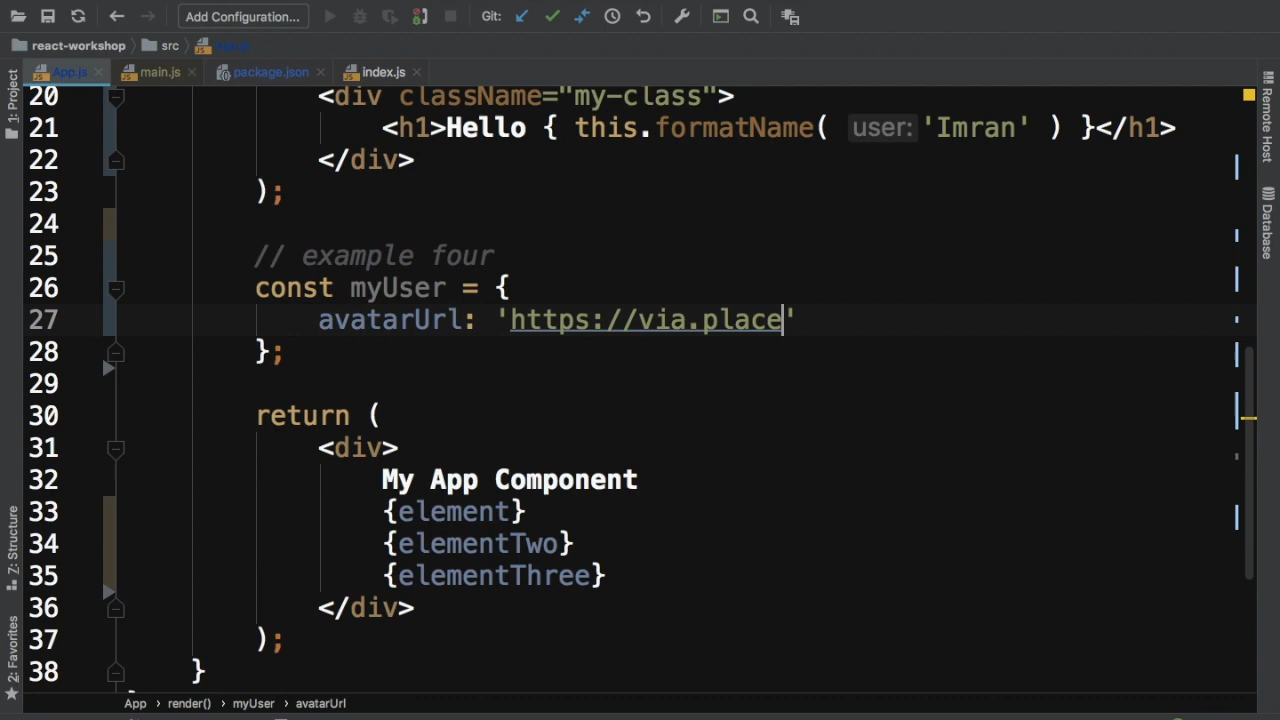 Add Configuration...
Git:
react-workshop
src
App.js
App.js
main.js
package.json
index.js
1: Project
Z: Structure
2: Favorites
Remote Host
Database
20 <div className="my-class">
21 <h1>Hello { this.formatName( user: 'Imran' ) }</h1>
22 </div>
23 );
24
25 // example four
26 const myUser = {
27 avatarUrl: 'https://via.place'
28 };
29
30 return (
31 <div>
32 My App Component
33 {element}
34 {elementTwo}
35 {elementThree}
36 </div>
37 );
38 }
App > render() > myUser > avatarUrl